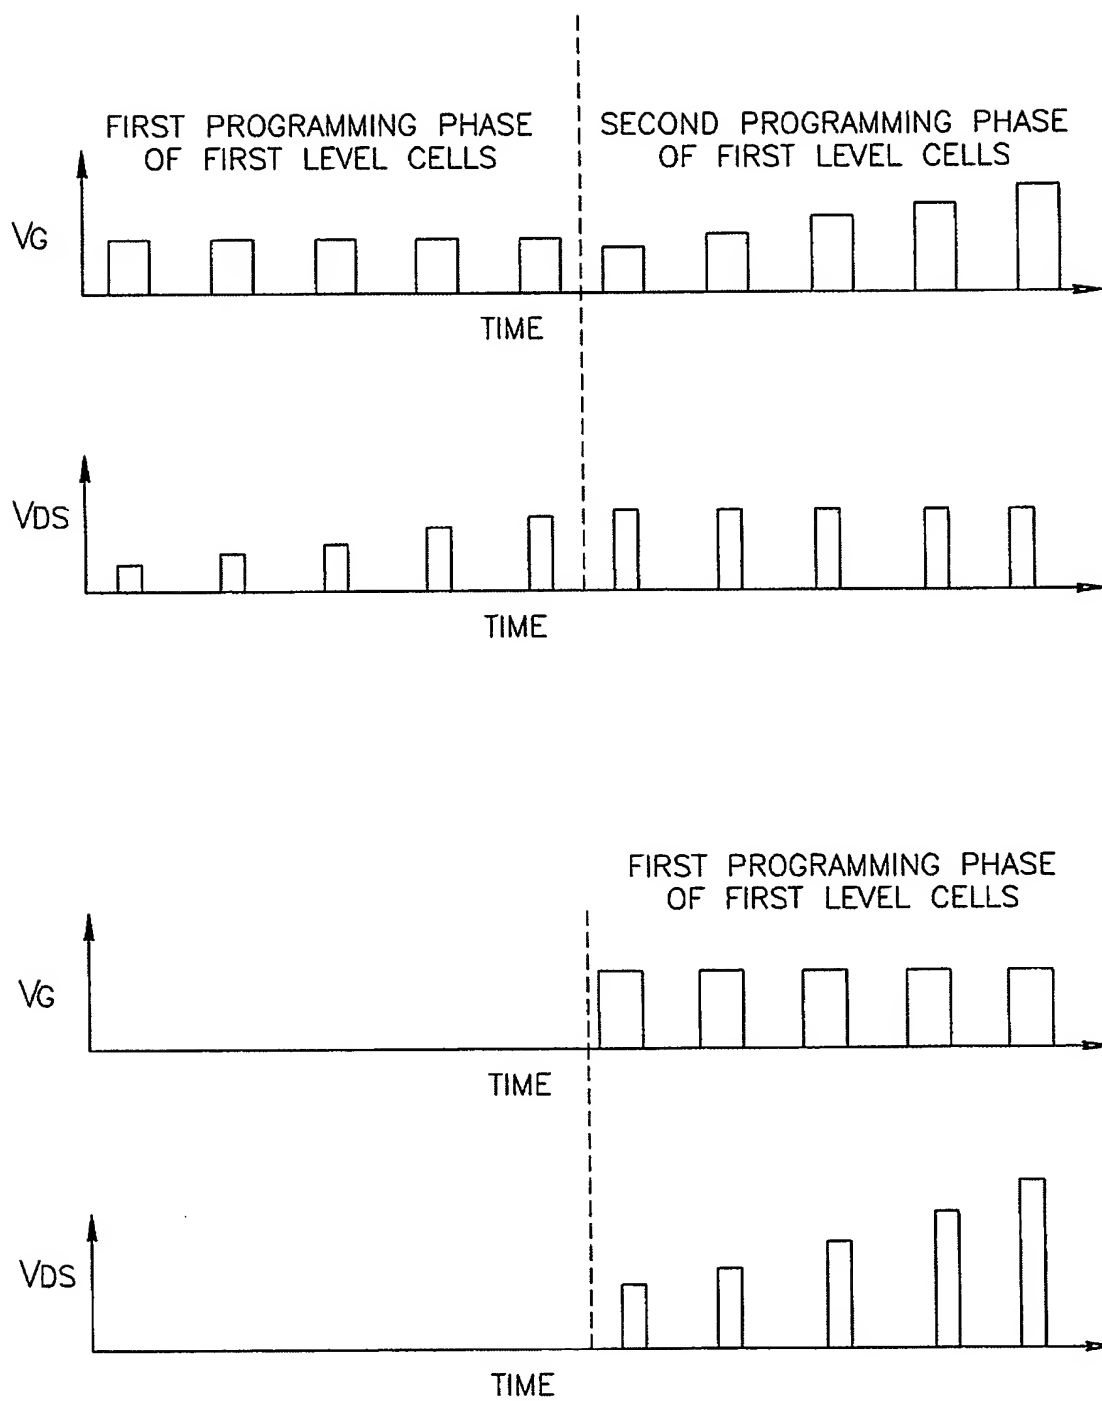 FIRST PROGRAMMING PHASE
OF FIRST LEVEL CELLS
SECOND PROGRAMMING PHASE
OF FIRST LEVEL CELLS
VG
TIME
VDS
TIME
FIRST PROGRAMMING PHASE
OF FIRST LEVEL CELLS
VG
TIME
VDS
TIME